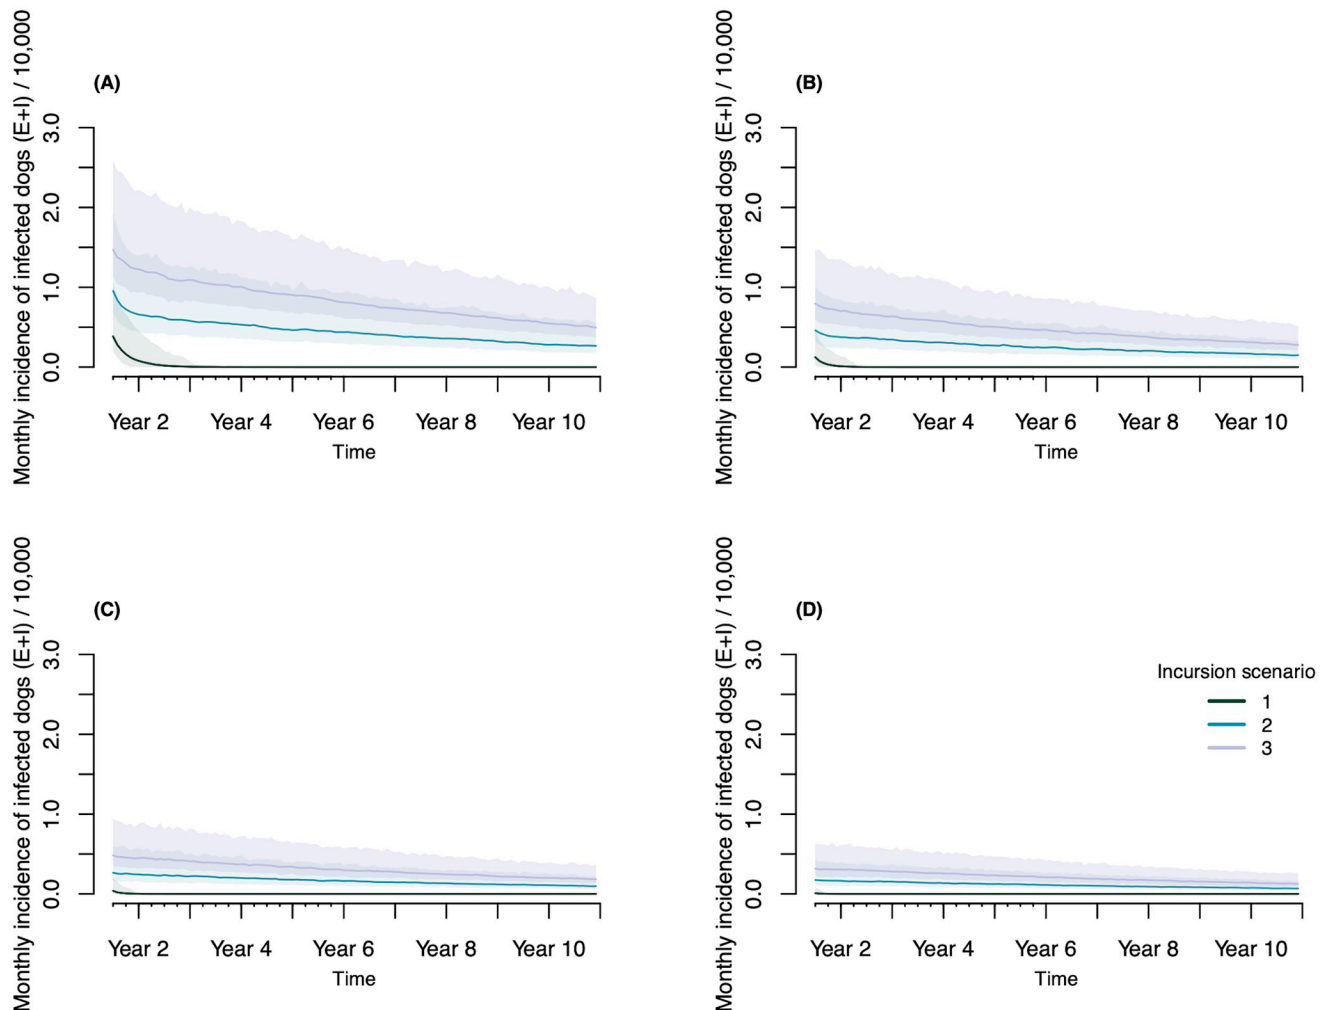 (A)
Monthly incidence of infected dogs (E+I) / 10,000
3.0
2.0
1.0
0.0
Year 2 Year 4 Year 6 Year 8 Year 10
Time
(B)
Monthly incidence of infected dogs (E+I) / 10,000
3.0
2.0
1.0
0.0
Year 2 Year 4 Year 6 Year 8 Year 10
Time
(C)
Monthly incidence of infected dogs (E+I) / 10,000
3.0
2.0
1.0
0.0
Year 2 Year 4 Year 6 Year 8 Year 10
Time
(D)
Monthly incidence of infected dogs (E+I) / 10,000
3.0
2.0
1.0
0.0
Year 2 Year 4 Year 6 Year 8 Year 10
Time
Incursion scenario
1
2
3